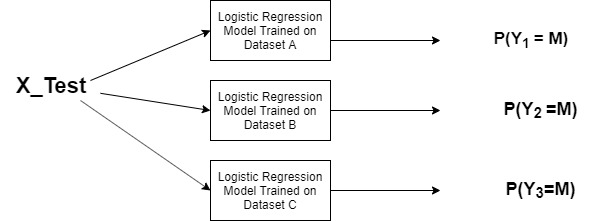 Logistic Regression
Model Trained on
Dataset A
P(Y1 = M)
X_Test
Logistic Regression
Model Trained on
Dataset B
P(Y2 =M)
Logistic Regression
Model Trained on
Dataset C
P(Y3=M)